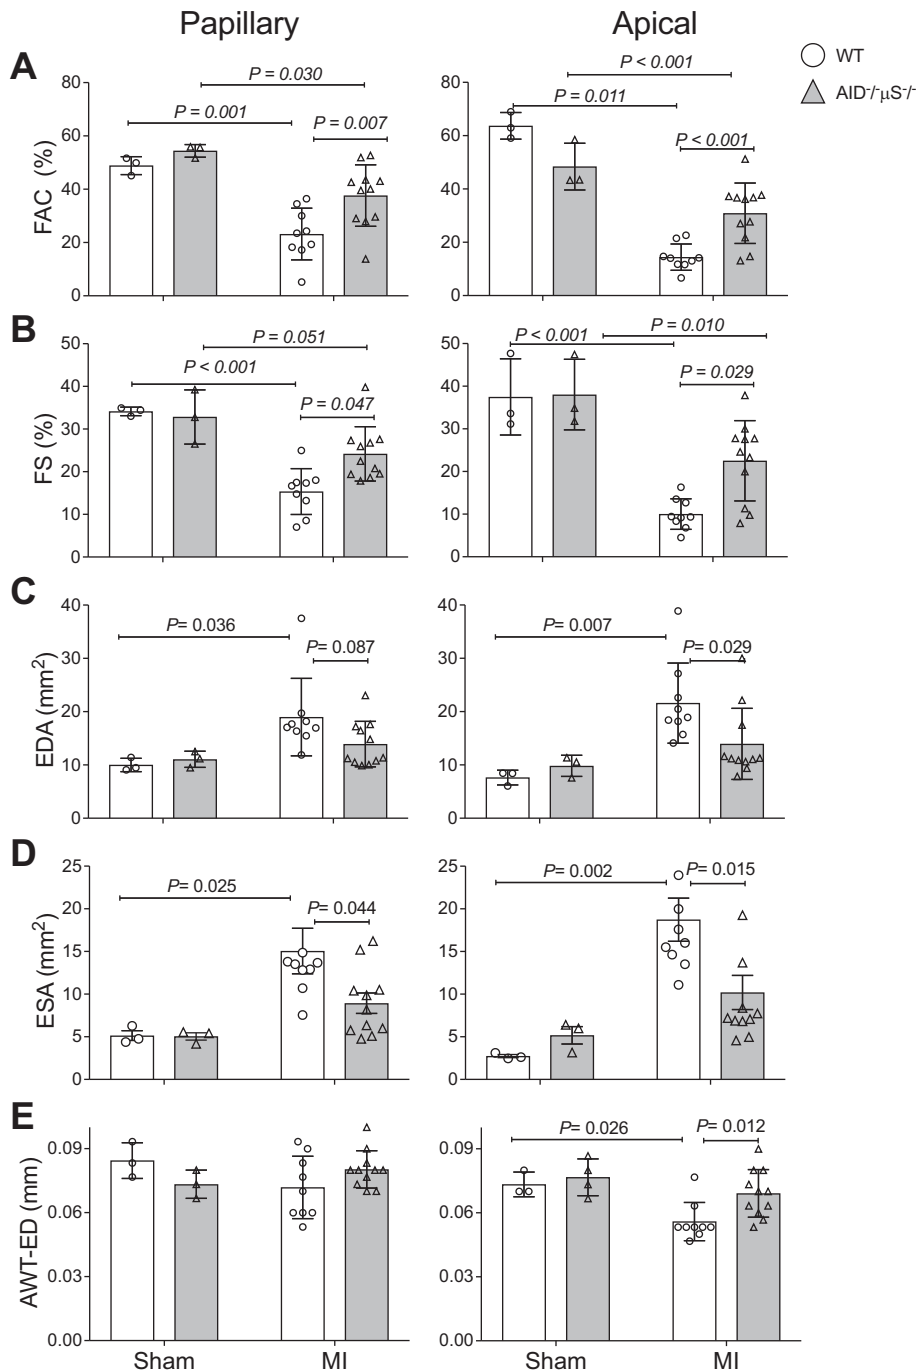 Papillary
Apical
WT
AID⁻/⁻μS⁻/⁻
A
FAC (%)
80
60
40
20
0
P = 0.030
P = 0.001
P = 0.007
80
60
40
20
0
P < 0.001
P = 0.011
P <0.001
B
FS (%)
50
40
30
20
10
0
P = 0.051
P < 0.001
P = 0.047
50
40
30
20
10
0
P < 0.001
P = 0.010
P = 0.029
C
EDA (mm²)
40
30
20
10
0
P= 0.036
P= 0.087
40
30
20
10
0
P= 0.007
P= 0.029
D
ESA (mm²)
25
20
15
10
5
0
P= 0.025
P= 0.044
25
20
15
10
5
0
P= 0.002
P= 0.015
E
AWT-ED (mm)
0.09
0.06
0.03
0.00
0.09
0.06
0.03
0.00
P= 0.026
P= 0.012
Sham
MI
Sham
MI